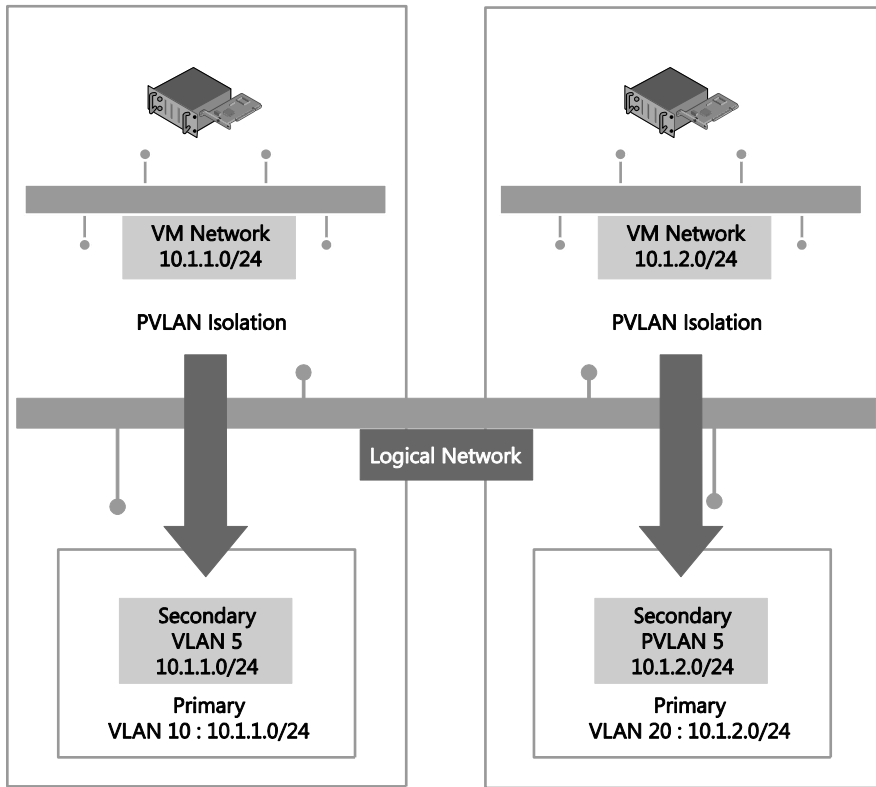 VM Network
10.1.1.0/24
PVLAN Isolation
VM Network
10.1.2.0/24
PVLAN Isolation
Logical Network
Secondary
VLAN 5
10.1.1.0/24
Primary
VLAN 10 : 10.1.1.0/24
Secondary
PVLAN 5
10.1.2.0/24
Primary
VLAN 20 : 10.1.2.0/24